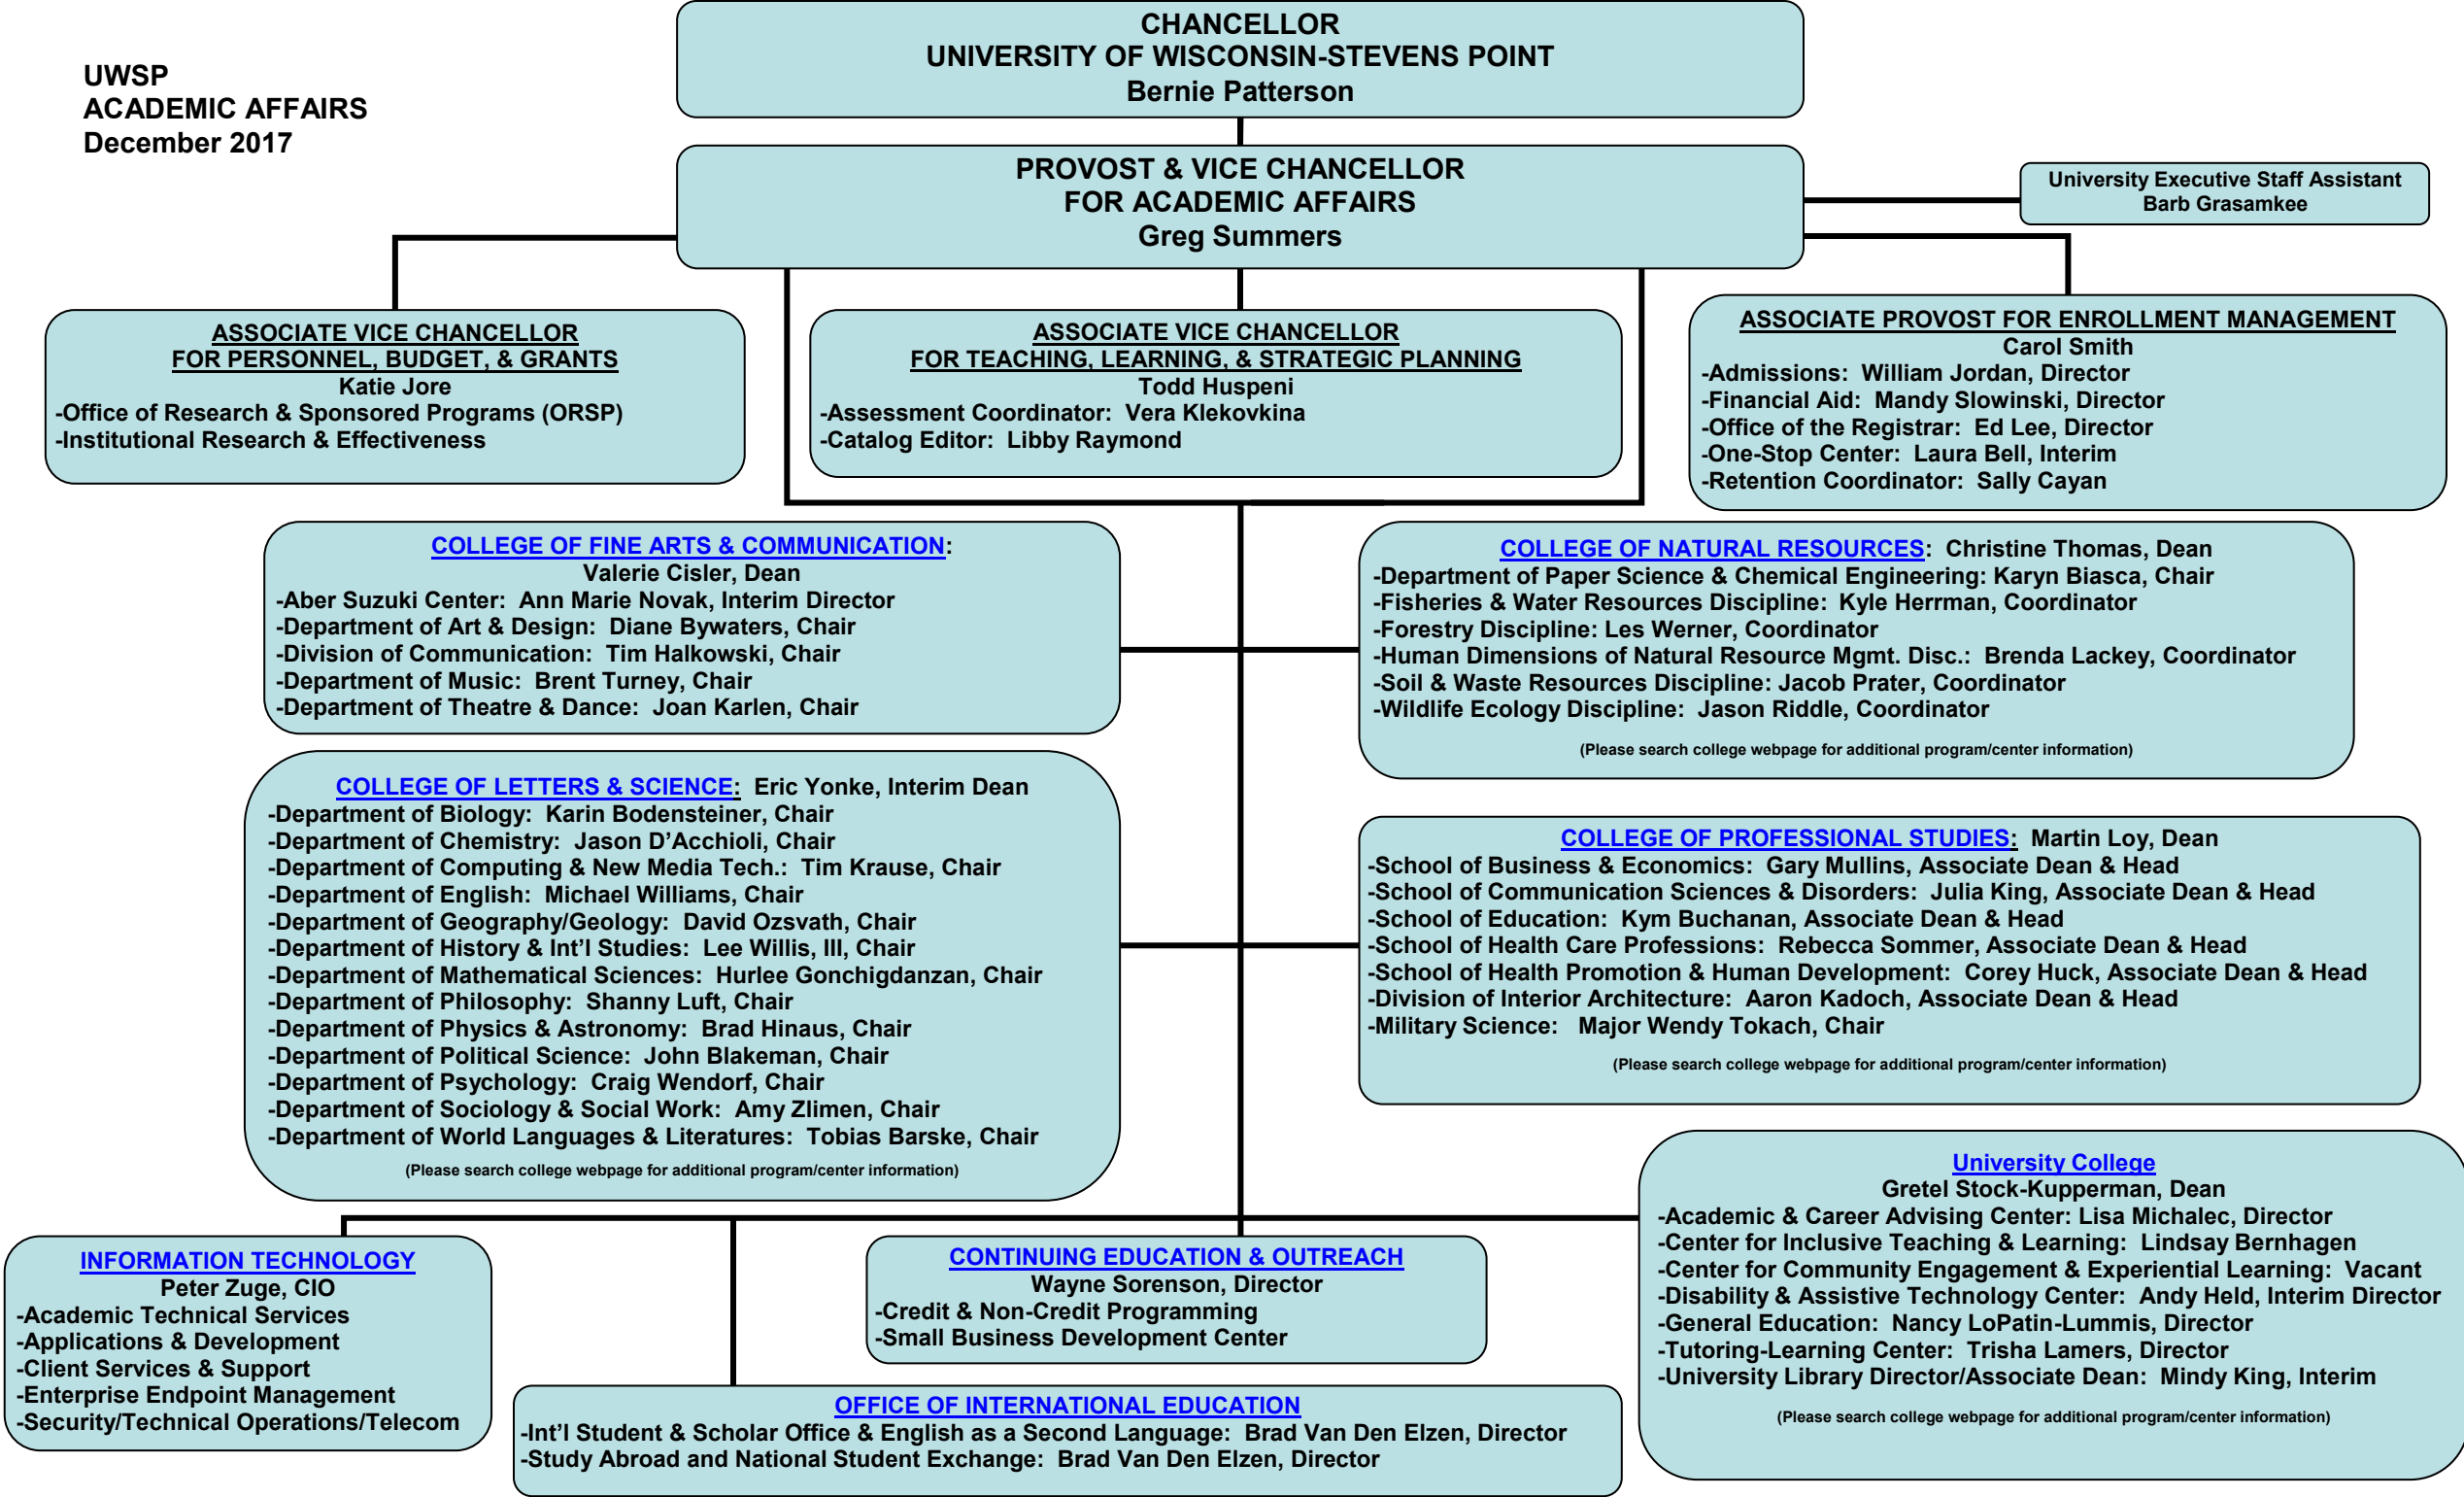 UWSP
ACADEMIC AFFAIRS
December 2017
CHANCELLOR
UNIVERSITY OF WISCONSIN-STEVENS POINT
Bernie Patterson
PROVOST & VICE CHANCELLOR
FOR ACADEMIC AFFAIRS
Greg Summers
University Executive Staff Assistant
Barb Grasamkee
ASSOCIATE VICE CHANCELLOR
FOR PERSONNEL, BUDGET, & GRANTS
Katie Jore
-Office of Research & Sponsored Programs (ORSP)
-Institutional Research & Effectiveness
ASSOCIATE VICE CHANCELLOR
FOR TEACHING, LEARNING, & STRATEGIC PLANNING
Todd Huspeni
-Assessment Coordinator: Vera Klekovkina
-Catalog Editor: Libby Raymond
ASSOCIATE PROVOST FOR ENROLLMENT MANAGEMENT
Carol Smith
-Admissions: William Jordan, Director
-Financial Aid: Mandy Slowinski, Director
-Office of the Registrar: Ed Lee, Director
-One-Stop Center: Laura Bell, Interim
-Retention Coordinator: Sally Cayan
COLLEGE OF FINE ARTS & COMMUNICATION:
Valerie Cisler, Dean
-Aber Suzuki Center: Ann Marie Novak, Interim Director
-Department of Art & Design: Diane Bywaters, Chair
-Division of Communication: Tim Halkowski, Chair
-Department of Music: Brent Turney, Chair
-Department of Theatre & Dance: Joan Karlen, Chair
COLLEGE OF NATURAL RESOURCES: Christine Thomas, Dean
-Department of Paper Science & Chemical Engineering: Karyn Biasca, Chair
-Fisheries & Water Resources Discipline: Kyle Herrman, Coordinator
-Forestry Discipline: Les Werner, Coordinator
-Human Dimensions of Natural Resource Mgmt. Disc.: Brenda Lackey, Coordinator
-Soil & Waste Resources Discipline: Jacob Prater, Coordinator
-Wildlife Ecology Discipline: Jason Riddle, Coordinator
(Please search college webpage for additional program/center information)
COLLEGE OF LETTERS & SCIENCE: Eric Yonke, Interim Dean
-Department of Biology: Karin Bodensteiner, Chair
-Department of Chemistry: Jason D’Acchioli, Chair
-Department of Computing & New Media Tech.: Tim Krause, Chair
-Department of English: Michael Williams, Chair
-Department of Geography/Geology: David Ozsvath, Chair
-Department of History & Int’l Studies: Lee Willis, III, Chair
-Department of Mathematical Sciences: Hurlee Gonchigdanzan, Chair
-Department of Philosophy: Shanny Luft, Chair
-Department of Physics & Astronomy: Brad Hinaus, Chair
-Department of Political Science: John Blakeman, Chair
-Department of Psychology: Craig Wendorf, Chair
-Department of Sociology & Social Work: Amy Zlimen, Chair
-Department of World Languages & Literatures: Tobias Barske, Chair
(Please search college webpage for additional program/center information)
COLLEGE OF PROFESSIONAL STUDIES: Martin Loy, Dean
-School of Business & Economics: Gary Mullins, Associate Dean & Head
-School of Communication Sciences & Disorders: Julia King, Associate Dean & Head
-School of Education: Kym Buchanan, Associate Dean & Head
-School of Health Care Professions: Rebecca Sommer, Associate Dean & Head
-School of Health Promotion & Human Development: Corey Huck, Associate Dean & Head
-Division of Interior Architecture: Aaron Kadoch, Associate Dean & Head
-Military Science: Major Wendy Tokach, Chair
(Please search college webpage for additional program/center information)
INFORMATION TECHNOLOGY
Peter Zuge, CIO
-Academic Technical Services
-Applications & Development
-Client Services & Support
-Enterprise Endpoint Management
-Security/Technical Operations/Telecom
CONTINUING EDUCATION & OUTREACH
Wayne Sorenson, Director
-Credit & Non-Credit Programming
-Small Business Development Center
OFFICE OF INTERNATIONAL EDUCATION
-Int’l Student & Scholar Office & English as a Second Language: Brad Van Den Elzen, Director
-Study Abroad and National Student Exchange: Brad Van Den Elzen, Director
University College
Gretel Stock-Kupperman, Dean
-Academic & Career Advising Center: Lisa Michalec, Director
-Center for Inclusive Teaching & Learning: Lindsay Bernhagen
-Center for Community Engagement & Experiential Learning: Vacant
-Disability & Assistive Technology Center: Andy Held, Interim Director
-General Education: Nancy LoPatin-Lummis, Director
-Tutoring-Learning Center: Trisha Lamers, Director
-University Library Director/Associate Dean: Mindy King, Interim
(Please search college webpage for additional program/center information)